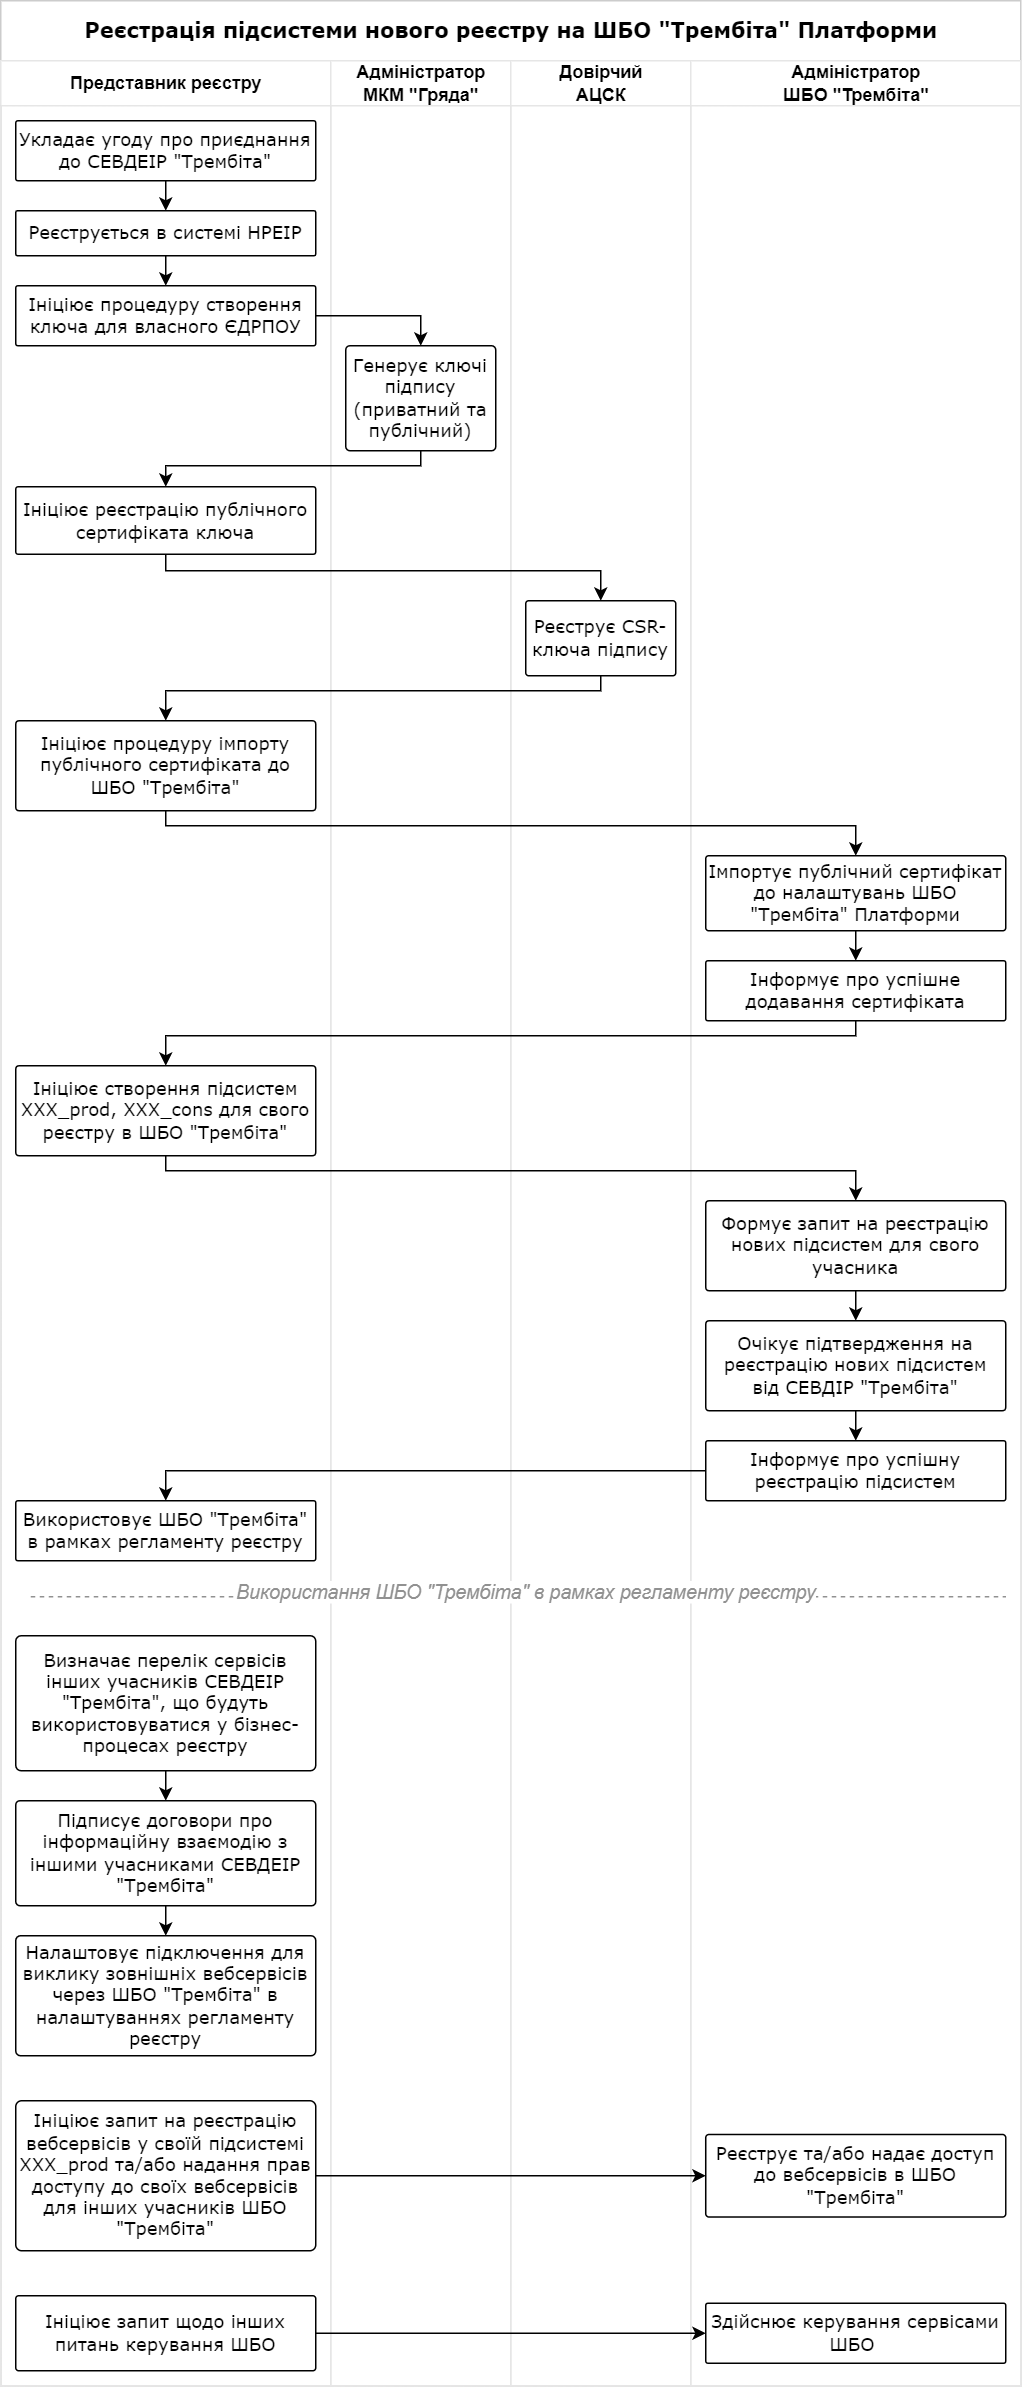 Реєстрація підсистеми нового реєстру на ШБО "Трембіта" Платформи
Представник реєстру
Адміністратор
МКМ "Гряда"
Довірчий
АЦСК
Адміністратор
ШБО "Трембіта"
Укладає угоду про приєднання
до СЕВДЕІР "Трембіта"
Реєструється в системі НРЕІР
Ініціює процедуру створення
ключа для власного ЄДРПОУ
Генерує ключі
підпису
(приватний та
публічний)
Ініціює реєстрацію публічного
сертифіката ключа
Реєструє CSR-
ключа підпису
Ініціює процедуру імпорту
публічного сертифіката до
ШБО "Трембіта"
Імпортує публічний сертифікат
до налаштувань ШБО
"Трембіта" Платформи
Інформує про успішне
додавання сертифіката
Ініціює створення підсистем
XXX_prod, XXX_cons для свого
реєстру в ШБО "Трембіта"
Формує запит на реєстрацію
нових підсистем для свого
учасника
Очікує підтвердження на
реєстрацію нових підсистем
від СЕВДІР "Трембіта"
Інформує про успішну
реєстрацію підсистем
Використовує ШБО "Трембіта"
в рамках регламенту реєстру
Використання ШБО "Трембіта" в рамках регламенту реєстру
Визначає перелік сервісів
інших учасників СЕВДЕІР
"Трембіта", що будуть
використовуватися у бізнес-
процесах реєстру
Підписує договори про
інформаційну взаємодію з
іншими учасниками СЕВДЕІР
"Трембіта"
Налаштовує підключення для
виклику зовнішніх вебсервісів
через ШБО "Трембіта" в
налаштуваннях регламенту
реєстру
Ініціює запит на реєстрацію
вебсервісів у своїй підсистемі
XXX_prod та/або надання прав
доступу до своїх вебсервісів
для інших учасників ШБО
"Трембіта"
Реєструє та/або надає доступ
до вебсервісів в ШБО
"Трембіта"
Ініціює запит щодо інших
питань керування ШБО
Здійснює керування сервісами
ШБО